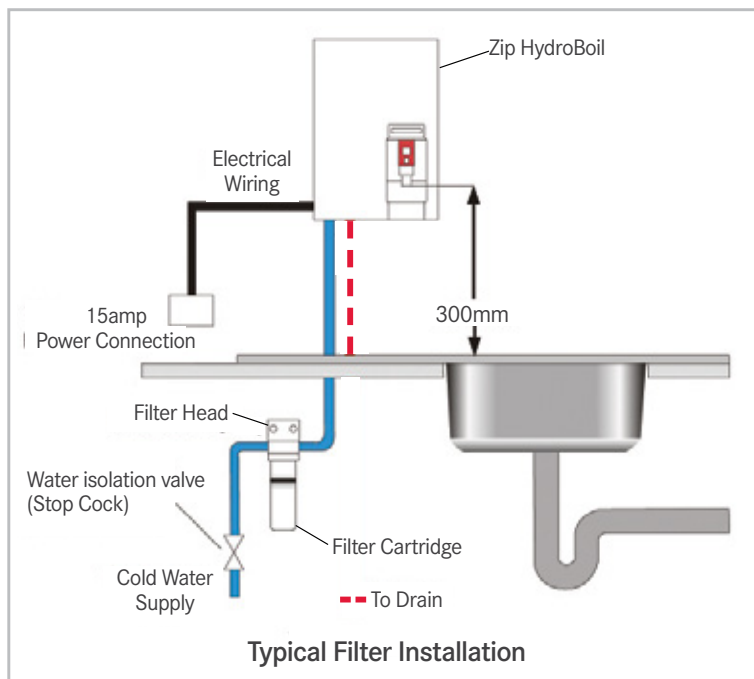 Zip HydroBoil
Electrical
Wiring
15amp
Power Connection
300mm
Filter Head
Water isolation valve
(Stop Cock)
Filter Cartridge
Cold Water
Supply
To Drain
Typical Filter Installation